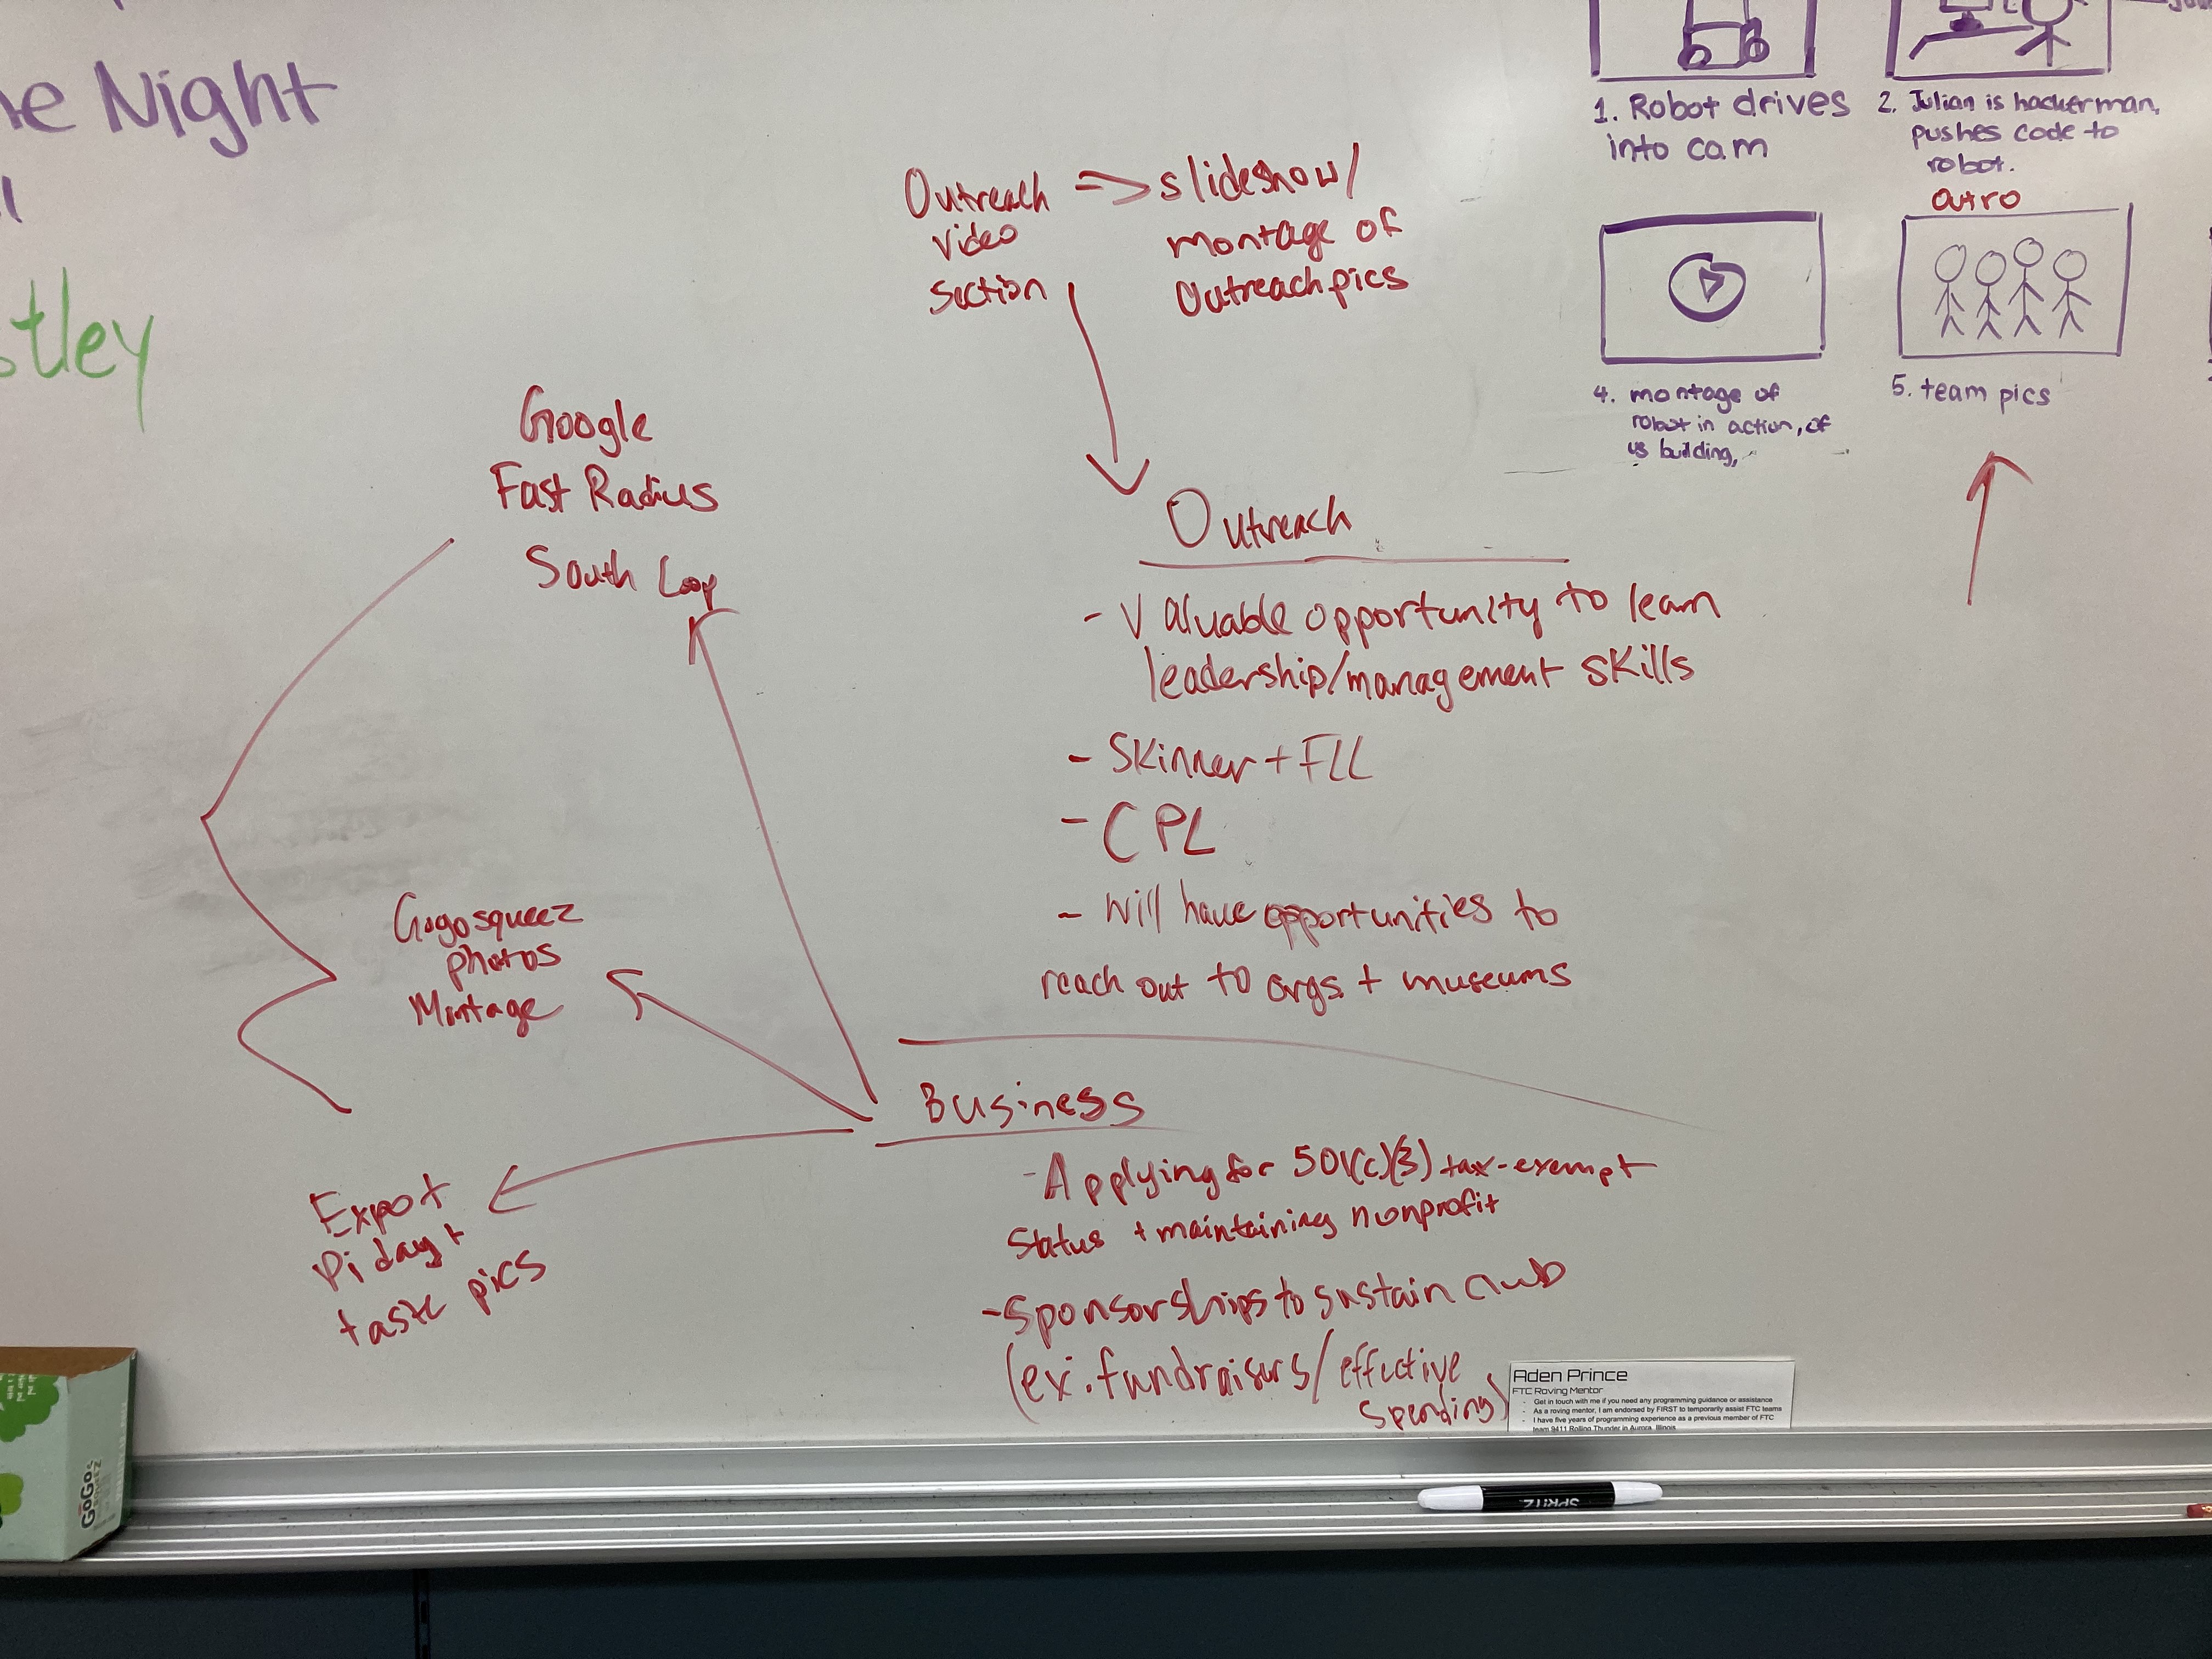 Night
tley
1. Robot drives
into cam
2. Julian is hackerman,
pushes code to
robot.
Outro
4. montage of
robot in action, of
us building,
5. team pics
Outreach => slideshow/
video montage of
section Outreach pics
Google
Fast Radius
South Loop
Outreach
- Valuable opportunity to learn
leadership/management skills
- Skinner + FLL
- CPL
- will have opportunities to
reach out to orgs. + museums
Gogosqueez
photos
Montage
Business
- Applying for 501(c)(3) tax-exempt
status + maintaining nonprofit
- Sponsorships to sustain club
(ex. fundraisers/effective
spending)
Expo +
Pi day +
taste pics
Aden Prince
FTC Roving Mentor
- Get in touch with me if you need any programming guidance or assistance
- As a roving mentor, I am endorsed by FIRST to temporarily assist FTC teams
- I have five years of programming experience as a previous member of FTC
team 9411 Rolling Thunder in Aurora, Illinois
GoGo
SPRITZ